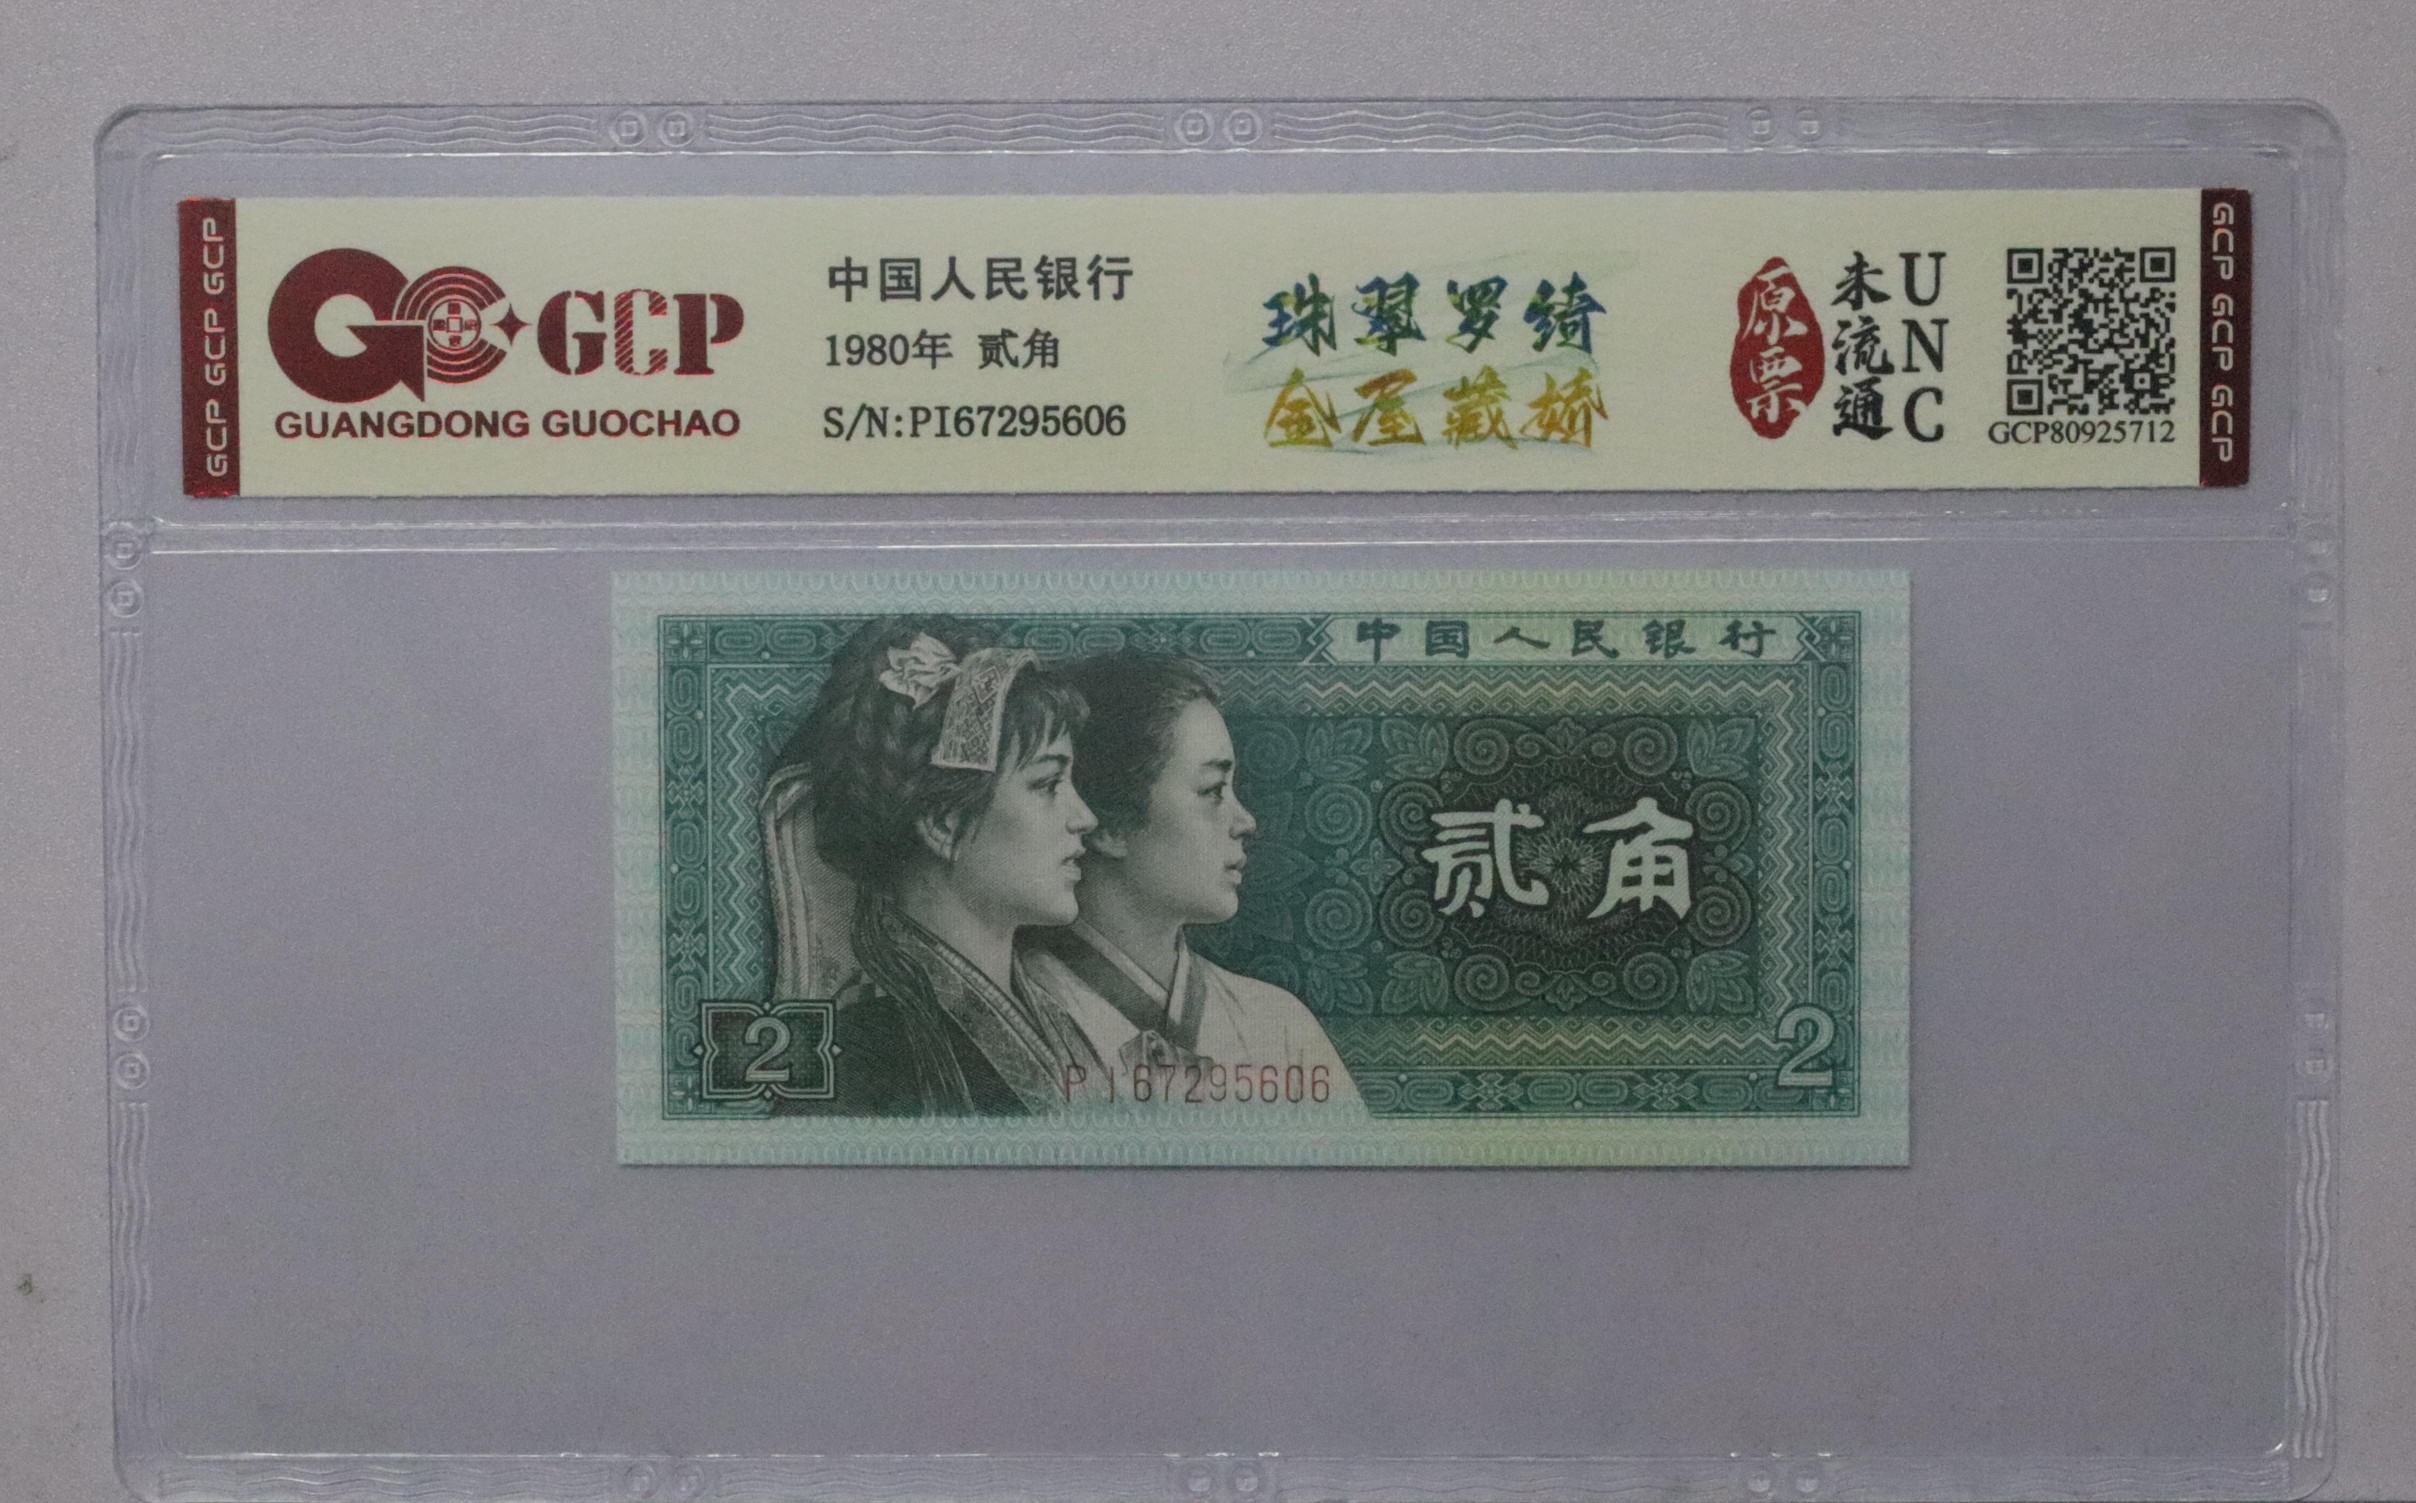 GCP GCP GCP
GCP
GUANGDONG GUOCHAO
中国人民银行
1980年 贰角
S/N:PI67295606
珠翠罗绮
金屋藏娇
原票
未流通
UNC
GCP80925712
GCP GCP GCP
中国人民银行
贰角
2
2
PI67295606